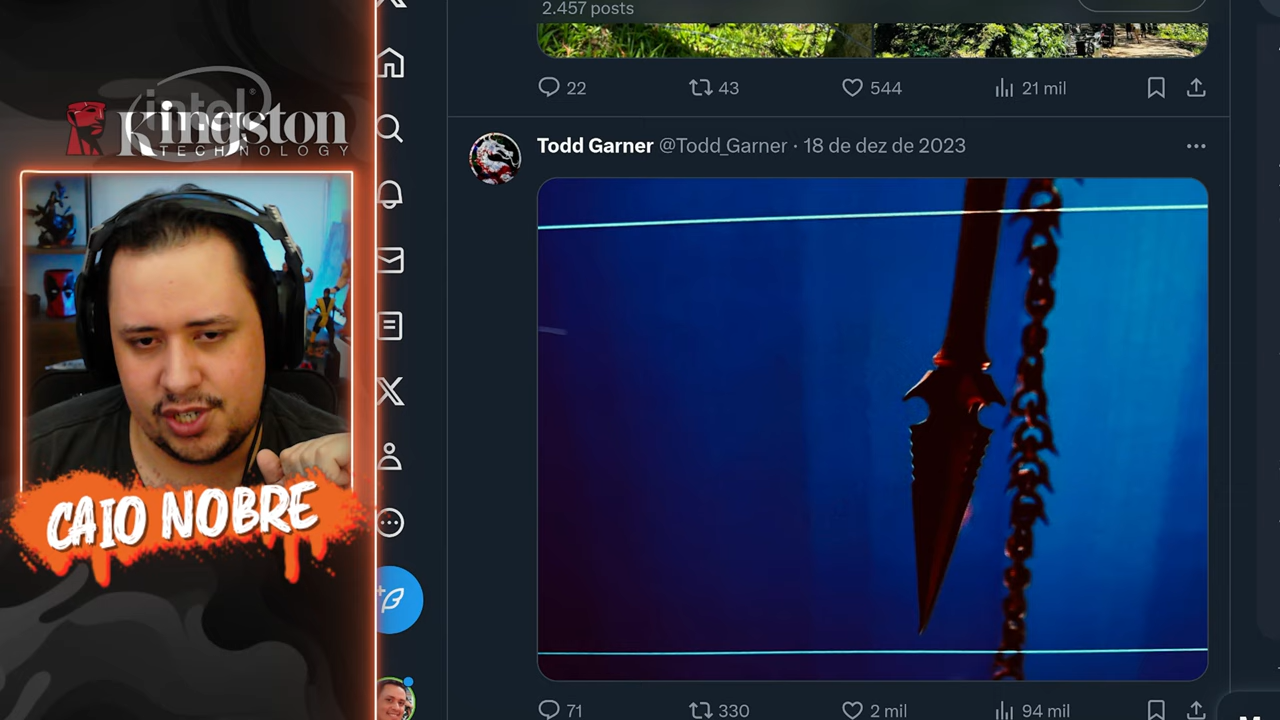 2.457 posts
22
43
544
21 mil
intel
Kingston
TECHNOLOGY
Todd Garner @Todd_Garner · 18 de dez de 2023
CAIO NOBRE
71
330
2 mil
94 mil